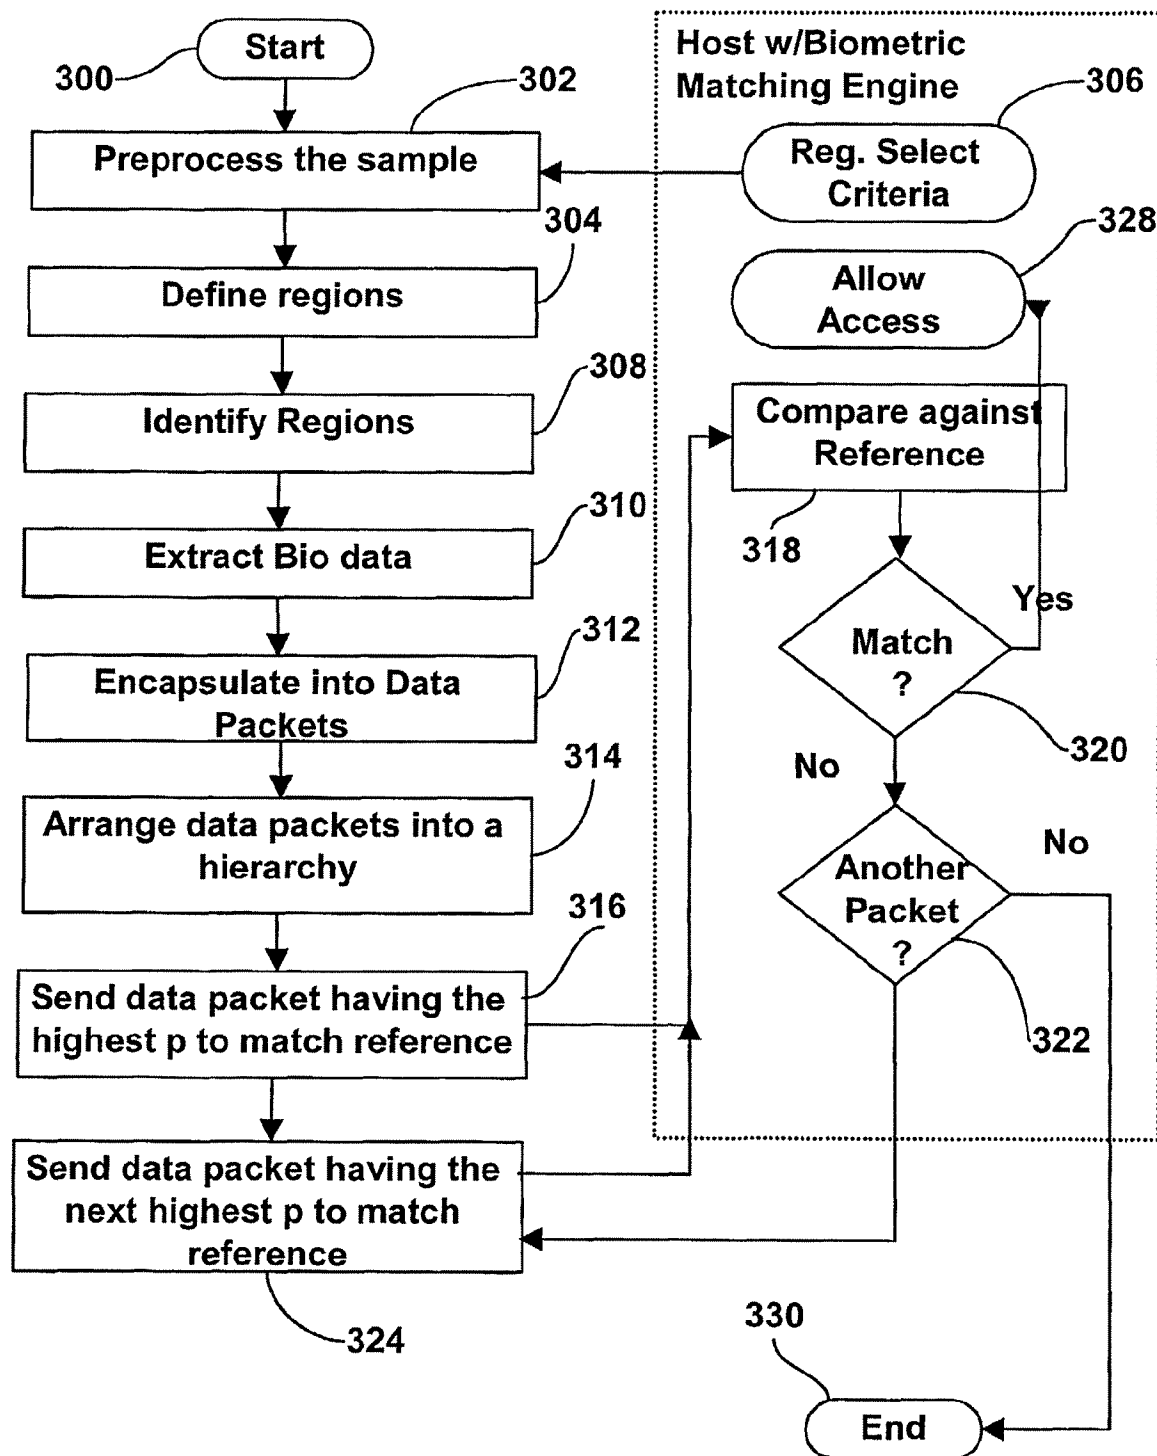 Start
300
302
Preprocess the sample
304
Define regions
308
Identify Regions
310
Extract Bio data
312
Encapsulate into Data
Packets
314
Arrange data packets into a
hierarchy
316
Send data packet having the
highest p to match reference
Send data packet having the
next highest p to match
reference
324
Host w/Biometric
Matching Engine
306
Reg. Select
Criteria
328
Allow
Access
Compare against
Reference
318
Yes
Match
?
320
No
No
Another
Packet
?
322
330
End